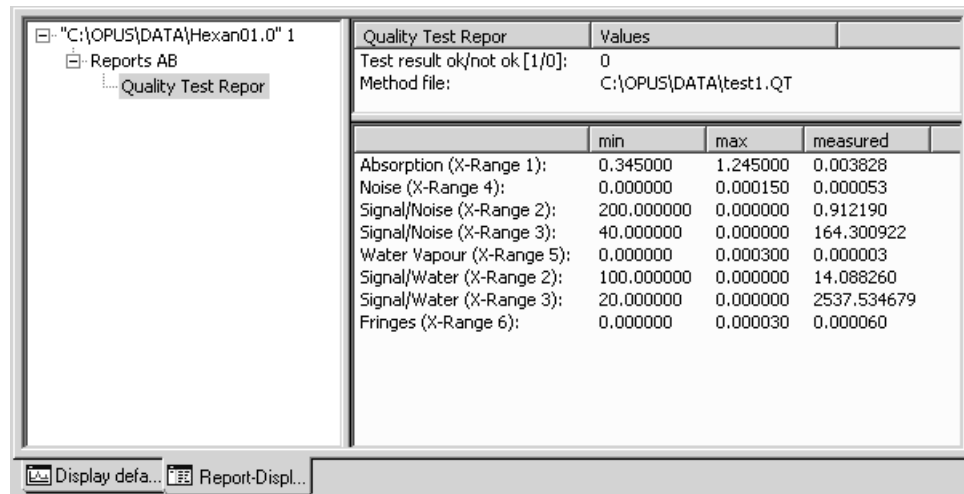 "C:\OPUS\DATA\Hexan01.0" 1
Reports AB
Quality Test Repor
Quality Test Repor Values
Test result ok/not ok [1/0]: 0
Method file: C:\OPUS\DATA\test1.QT
min max measured
Absorption (X-Range 1): 0.345000 1.245000 0.003828
Noise (X-Range 4): 0.000000 0.000150 0.000053
Signal/Noise (X-Range 2): 200.000000 0.000000 0.912190
Signal/Noise (X-Range 3): 40.000000 0.000000 164.300922
Water Vapour (X-Range 5): 0.000000 0.000300 0.000003
Signal/Water (X-Range 2): 100.000000 0.000000 14.088260
Signal/Water (X-Range 3): 20.000000 0.000000 2537.534679
Fringes (X-Range 6): 0.000000 0.000030 0.000060
Display defa... Report-Displ...